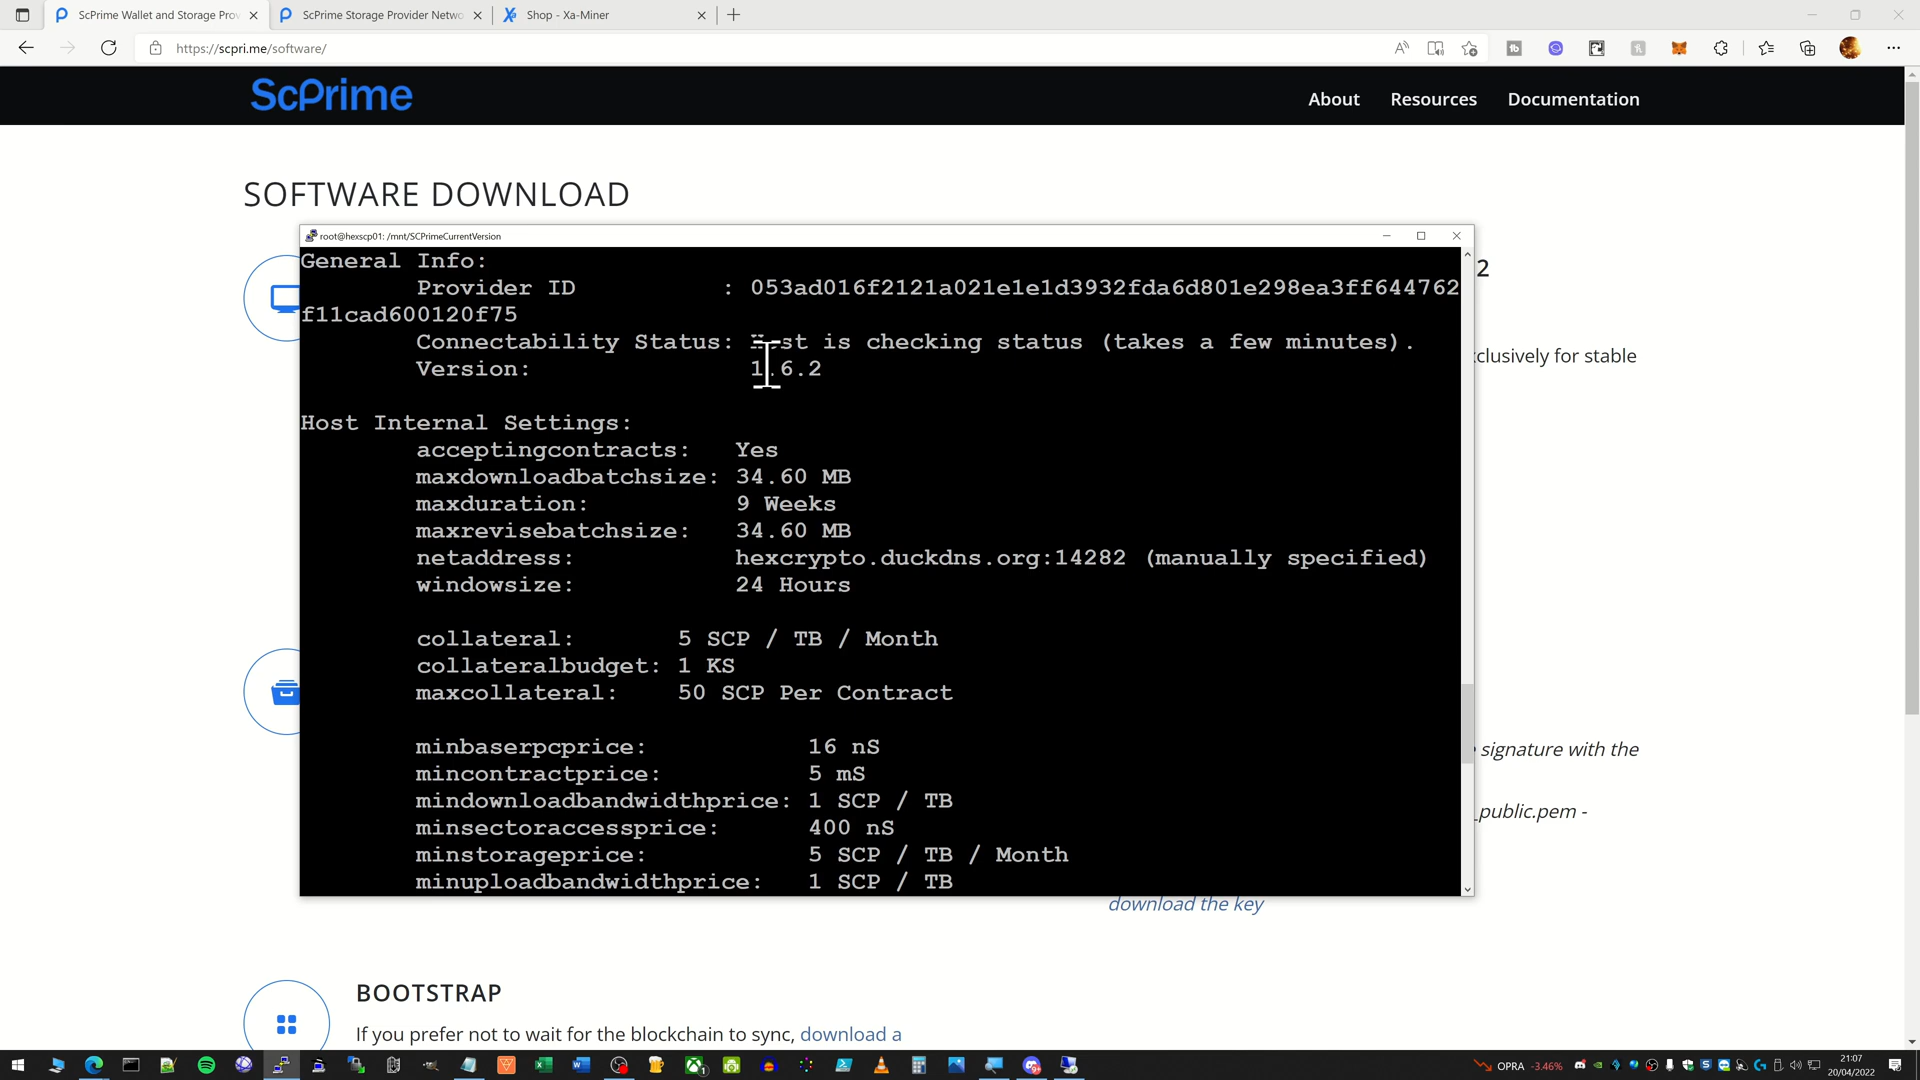 ScPrime Wallet and Storage Prov
ScPrime Storage Provider Netwo
Shop - Xa-Miner
https://scpri.me/software/
ScPrime
About
Resources
Documentation
SOFTWARE DOWNLOAD
root@hexscp01: /mnt/SCPrimeCurrentVersion
2
General Info:
Provider ID : 053ad016f2121a021e1e1d3932fda6d801e298ea3ff644762
f11cad600120f75
Connectability Status: Host is checking status (takes a few minutes).
xclusively for stable
Version: 1.6.2
Host Internal Settings:
acceptingcontracts: Yes
maxdownloadbatchsize: 34.60 MB
maxduration: 9 Weeks
maxrevisebatchsize: 34.60 MB
netaddress: hexcrypto.duckdns.org:14282 (manually specified)
windowsize: 24 Hours
collateral: 5 SCP / TB / Month
collateralbudget: 1 KS
maxcollateral: 50 SCP Per Contract
minbaserpcprice: 16 nS
signature with the
mincontractprice: 5 mS
mindownloadbandwidthprice: 1 SCP / TB
_public.pem -
minsectoraccessprice: 400 nS
minstorageprice: 5 SCP / TB / Month
minuploadbandwidthprice: 1 SCP / TB
download the key
BOOTSTRAP
If you prefer not to wait for the blockchain to sync, download a
OPRA -3.46%
21:07
20/04/2022